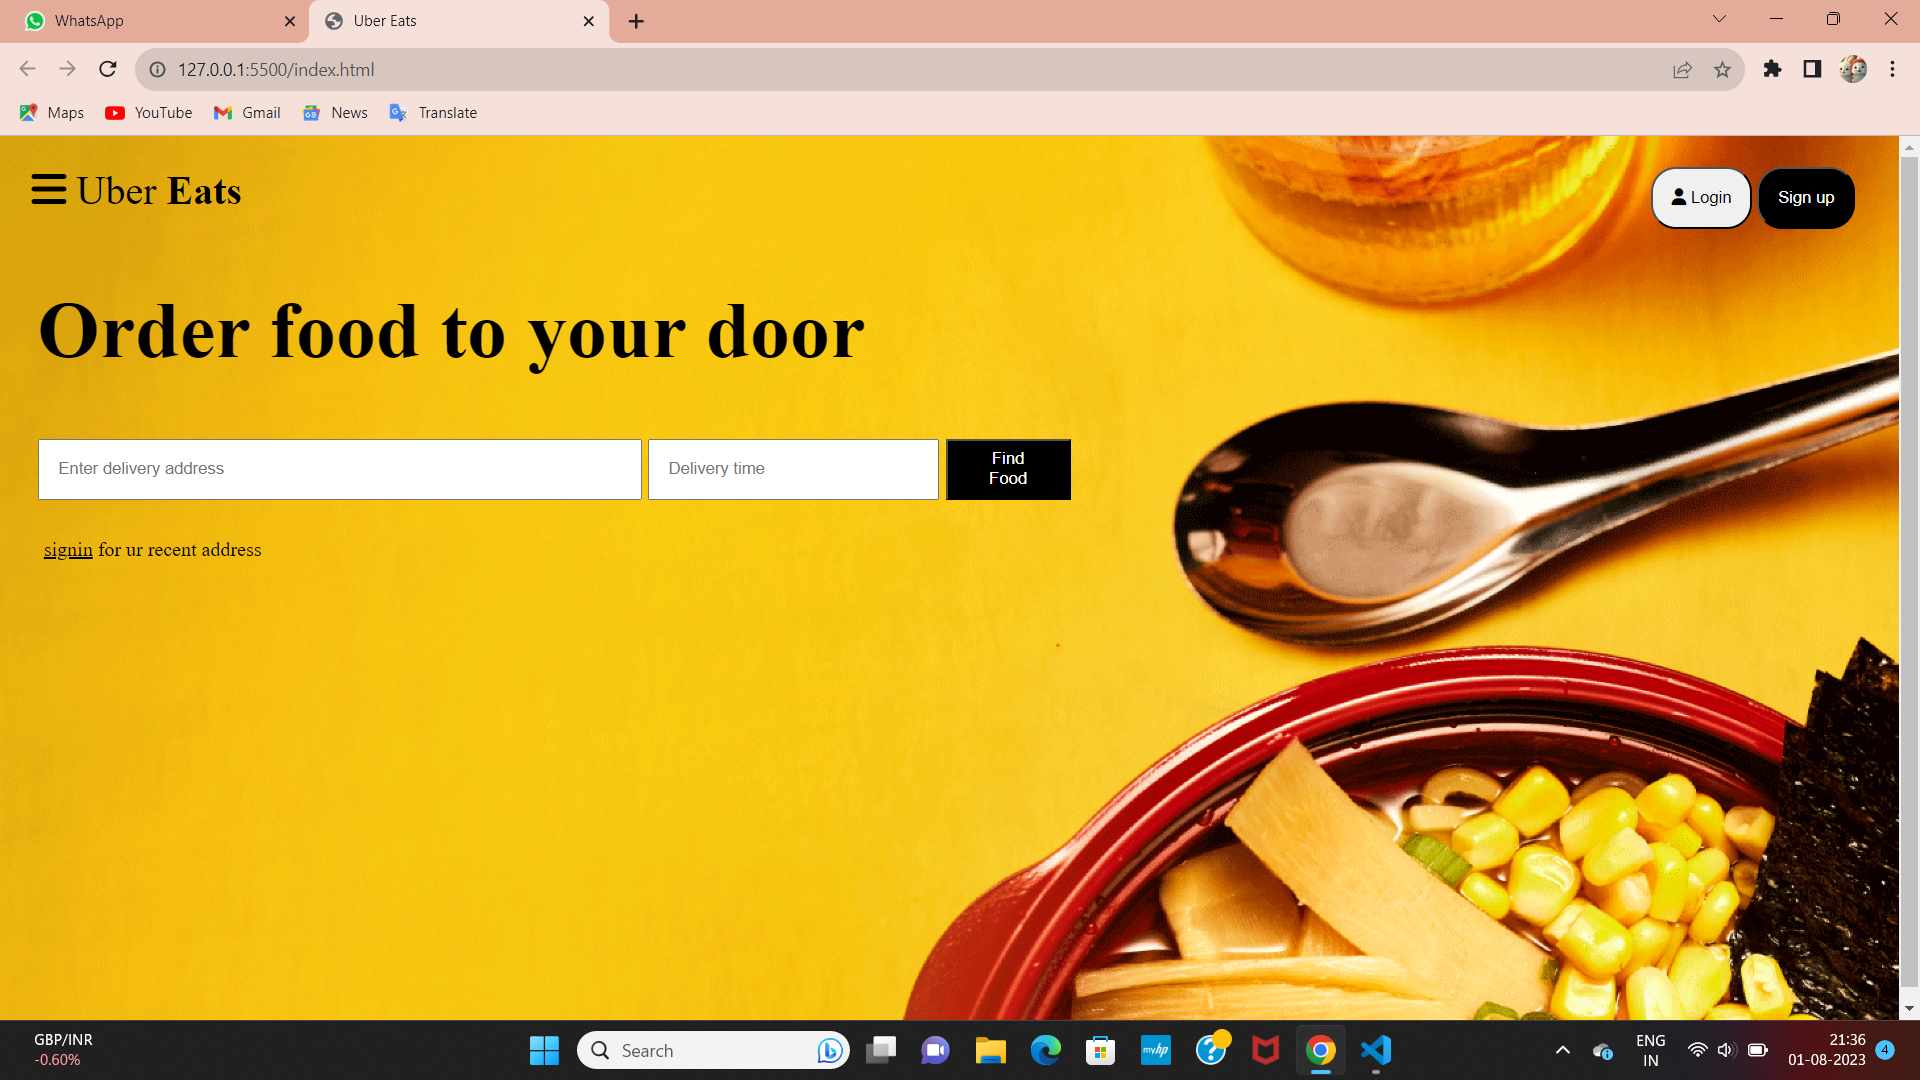 WhatsApp
Uber Eats
127.0.0.1:5500/index.html
Maps
YouTube
Gmail
News
Translate
Uber Eats
Login
Sign up
Order food to your door
Enter delivery address
Delivery time
Find
Food
signin for ur recent address
GBP/INR
-0.60%
Search
myhp
ENG
IN
21:36
01-08-2023
4